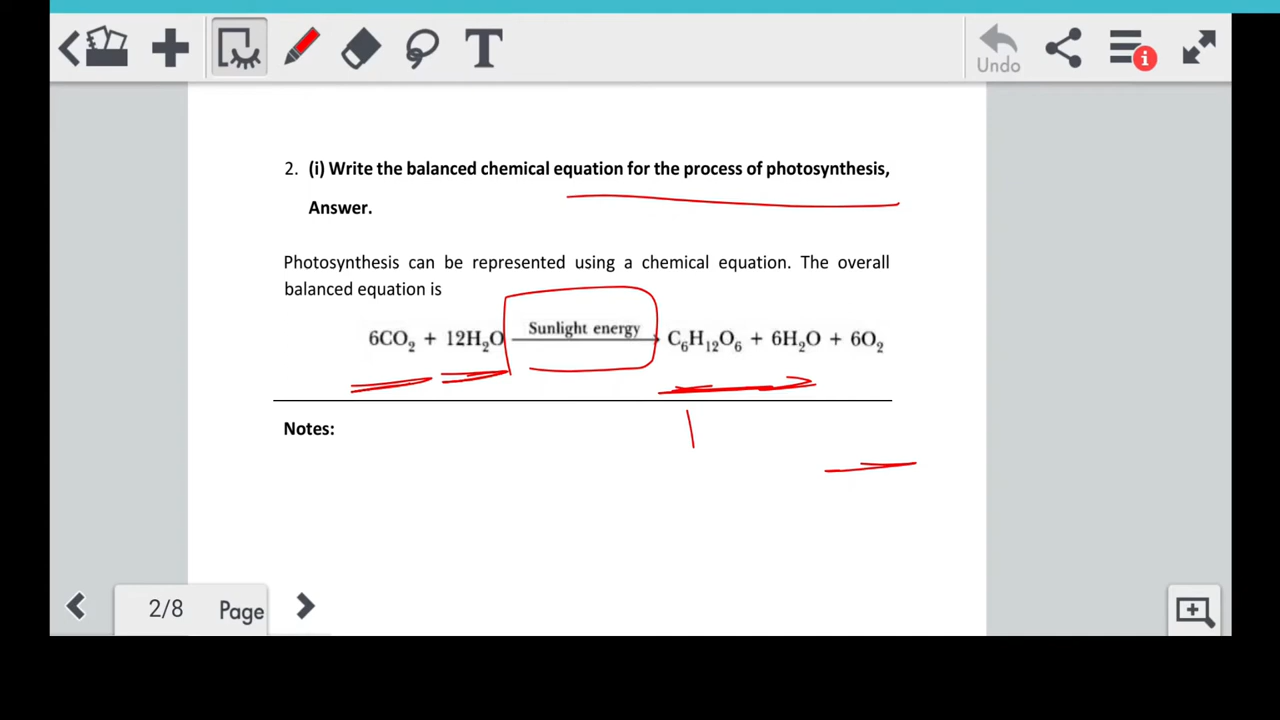 Undo
2. (i) Write the balanced chemical equation for the process of photosynthesis,
Answer.
Photosynthesis can be represented using a chemical equation. The overall
balanced equation is
6CO₂ + 12H₂O Sunlight energy → C₆H₁₂O₆ + 6H₂O + 6O₂
Notes:
2/8 Page